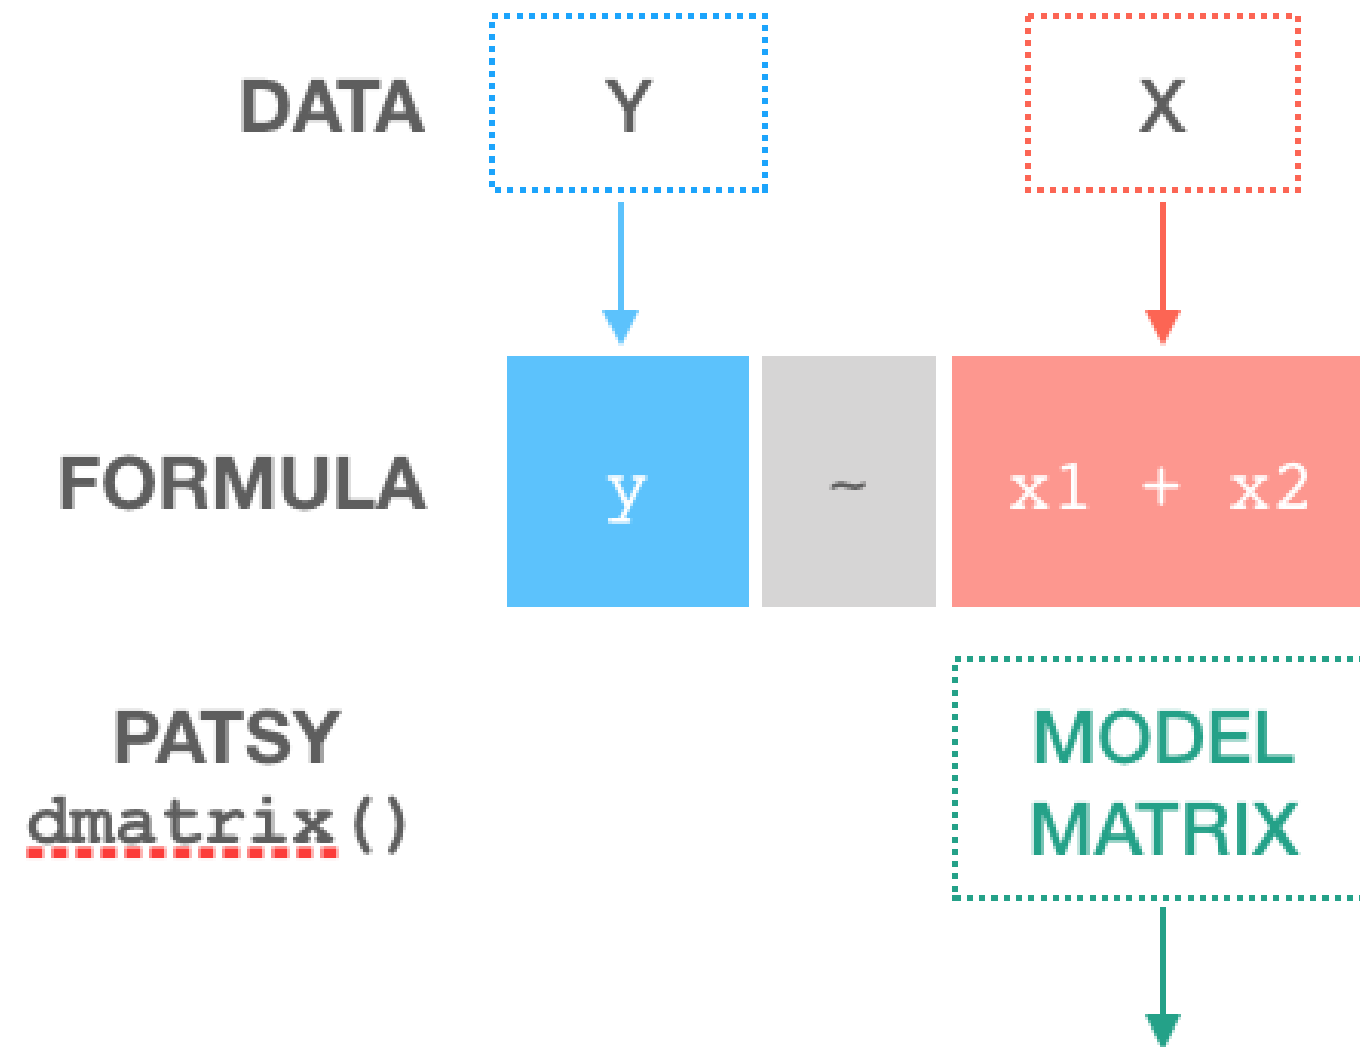 DATA Y X
FORMULA y ~ x1 + x2
PATSY
dmatrix()
MODEL
MATRIX